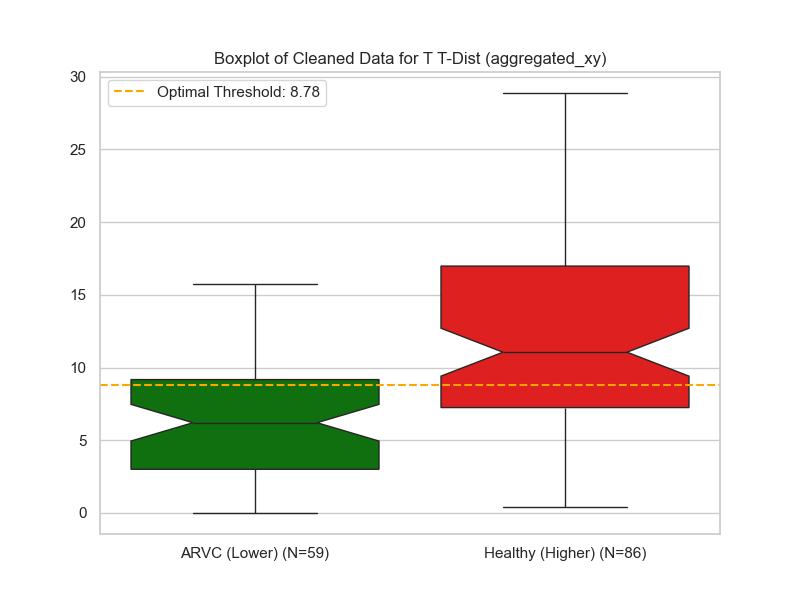 Boxplot of Cleaned Data for T T-Dist (aggregated_xy)
Optimal Threshold: 8.78
30
25
20
15
10
5
0
ARVC (Lower) (N=59)
Healthy (Higher) (N=86)